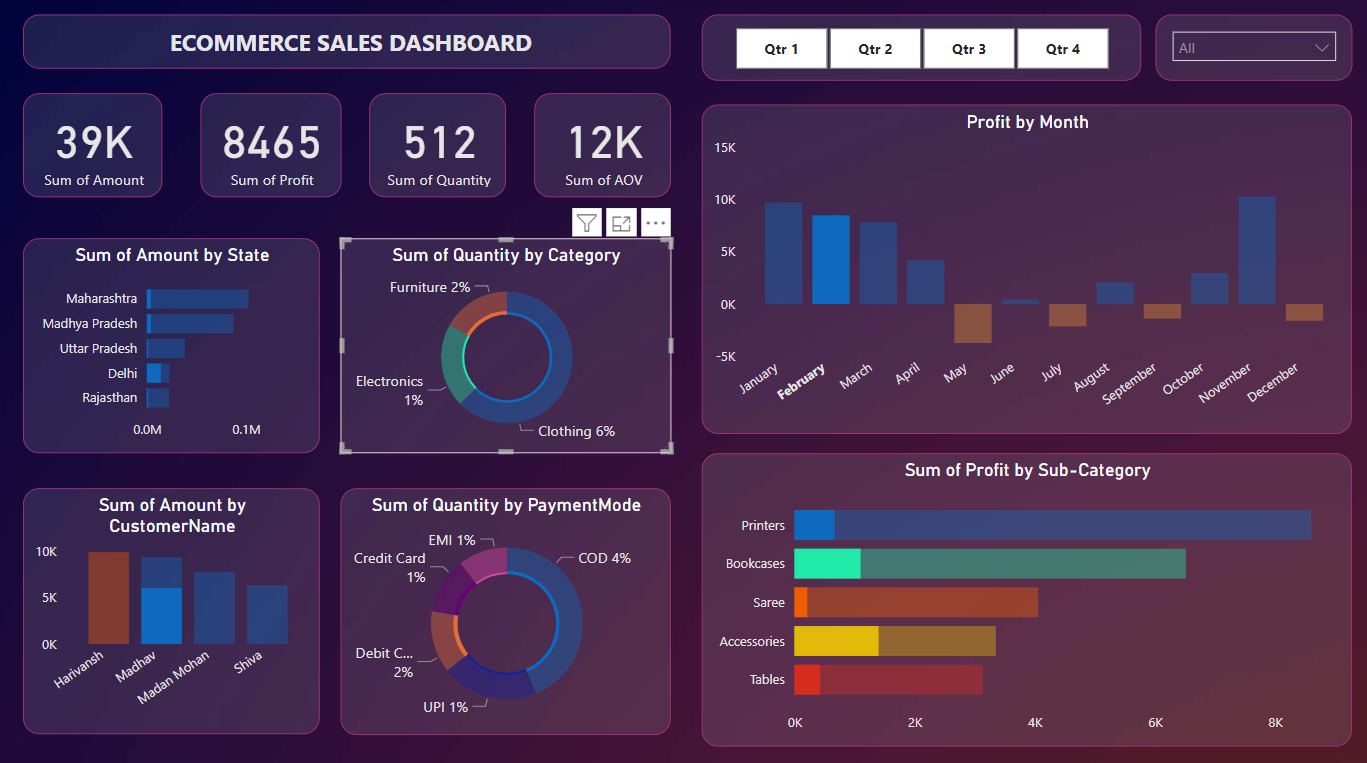 ECOMMERCE SALES DASHBOARD
Qtr 1
Qtr 2
Qtr 3
Qtr 4
All
39K
Sum of Amount
8465
Sum of Profit
512
Sum of Quantity
12K
Sum of AOV
Sum of Amount by State
Maharashtra
Madhya Pradesh
Uttar Pradesh
Delhi
Rajasthan
0.0M
0.1M
Sum of Quantity by Category
Furniture 2%
Electronics
1%
Clothing 6%
Profit by Month
15K
10K
5K
0K
-5K
January
February
March
April
May
June
July
August
September
October
November
December
Sum of Amount by
CustomerName
10K
5K
0K
Harivansh
Madhav
Madan Mohan
Shiva
Sum of Quantity by PaymentMode
EMI 1%
Credit Card
1%
COD 4%
Debit C...
2%
UPI 1%
Sum of Profit by Sub-Category
Printers
Bookcases
Saree
Accessories
Tables
0K
2K
4K
6K
8K